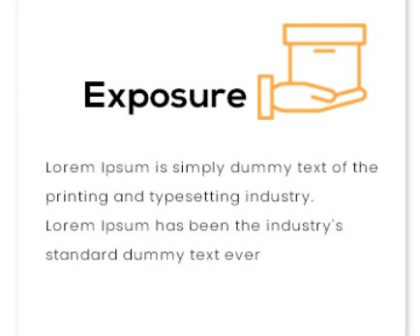 Exposure
Lorem Ipsum is simply dummy text of the
printing and typesetting industry.
Lorem Ipsum has been the industry's
standard dummy text ever